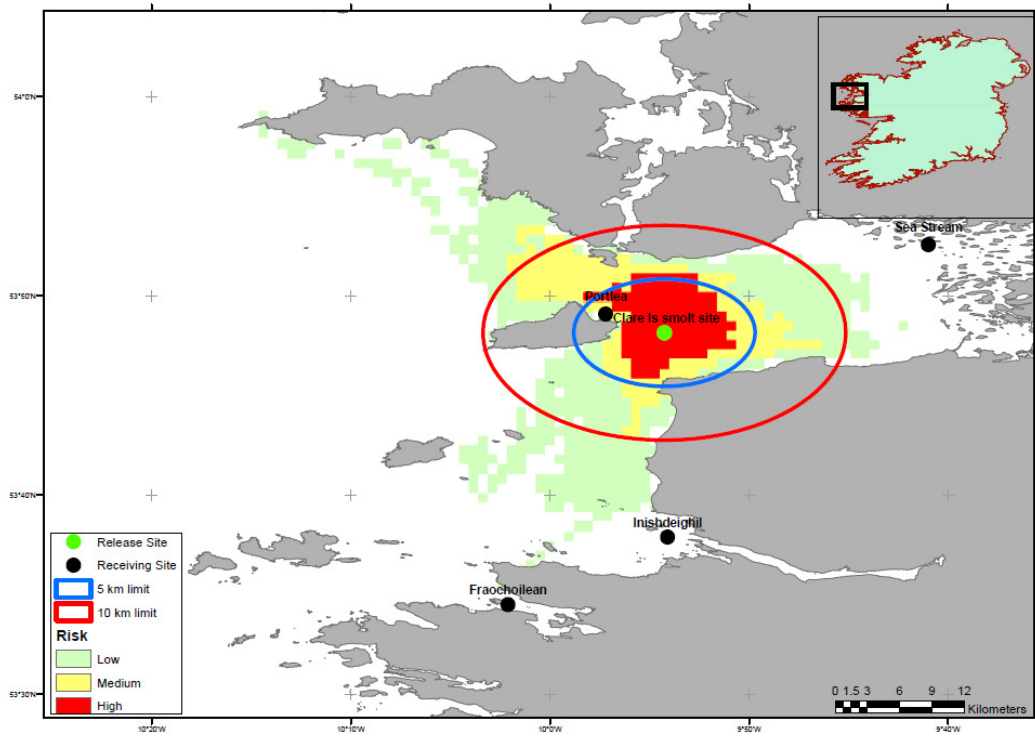 54°0'N
53°50'N
53°40'N
53°30'N
Sea Stream
Portlea
Clare Is smolt site
Inishdeighil
Fraochoilean
Release Site
Receiving Site
5 km limit
10 km limit
Risk
Low
Medium
High
0 1.5 3 6 9 12
Kilometers
10°20'W
10°10'W
10°0'W
9°50'W
9°40'W